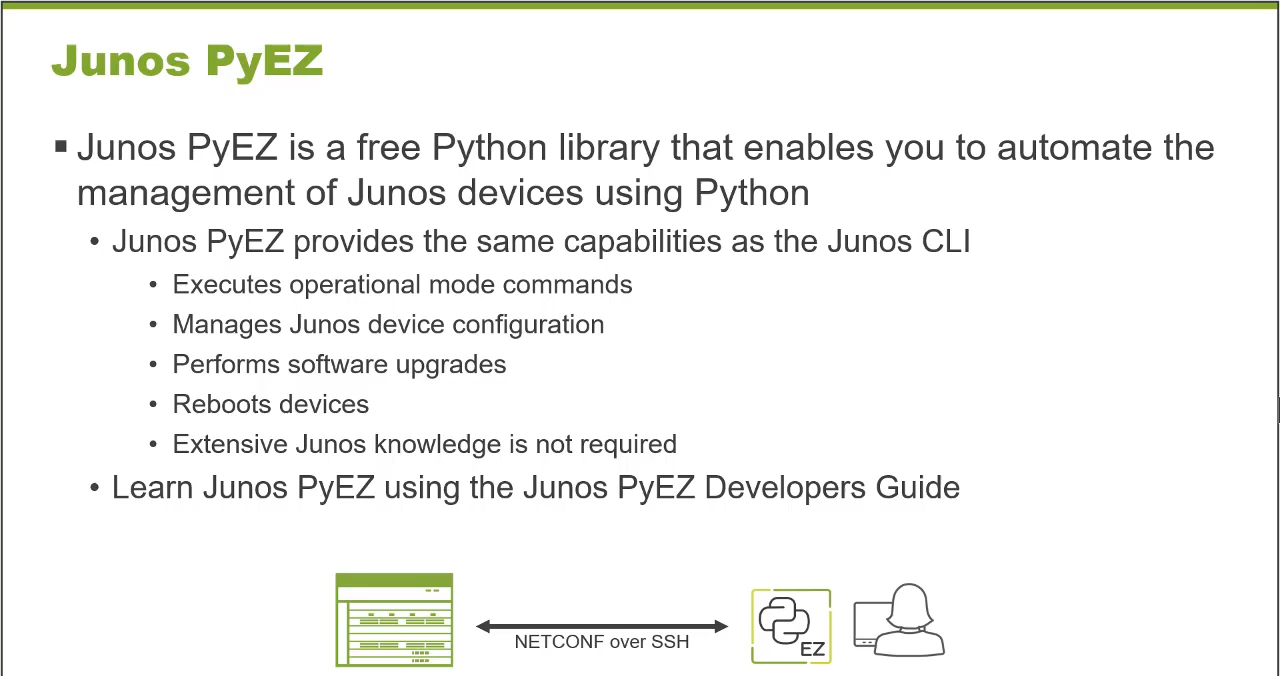 Junos PyEZ
▪ Junos PyEZ is a free Python library that enables you to automate the
management of Junos devices using Python
• Junos PyEZ provides the same capabilities as the Junos CLI
• Executes operational mode commands
• Manages Junos device configuration
• Performs software upgrades
• Reboots devices
• Extensive Junos knowledge is not required
• Learn Junos PyEZ using the Junos PyEZ Developers Guide
NETCONF over SSH
EZ